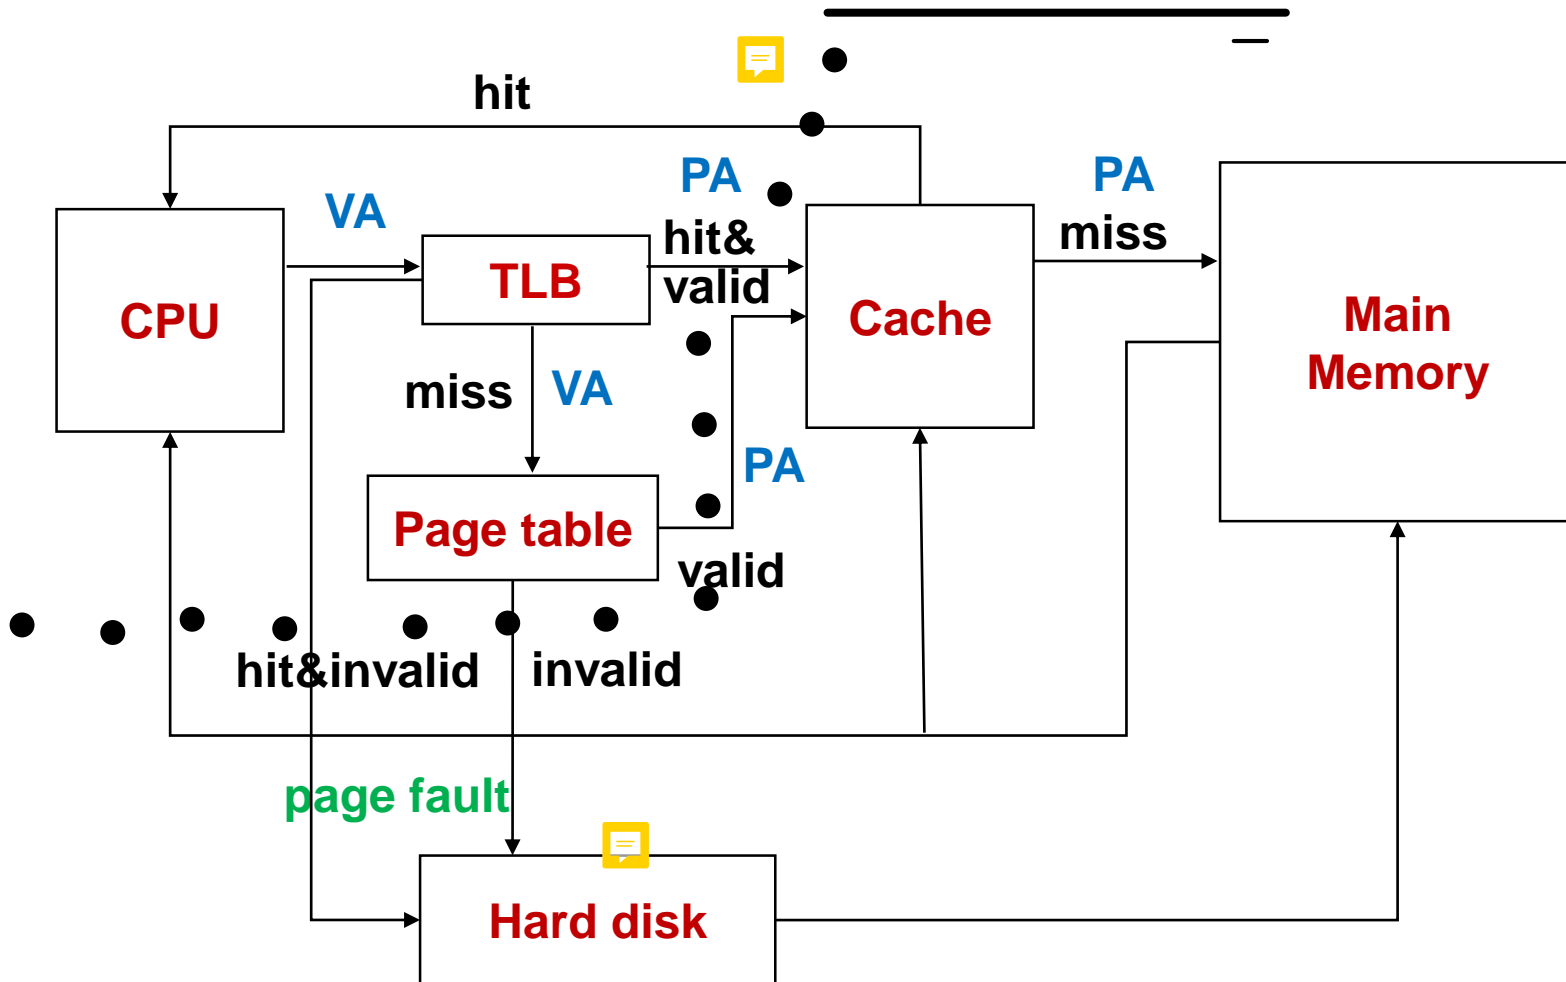 hit
PA
PA
VA
hit&
miss
valid
TLB
CPU
Cache
Main
Memory
miss
VA
PA
Page table
valid
hit&invalid
invalid
page fault
Hard disk